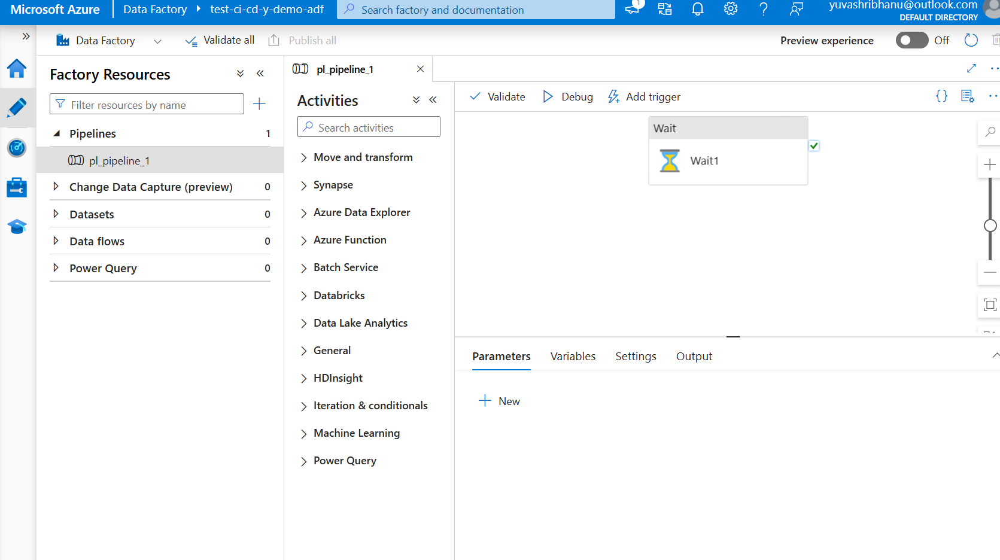 Microsoft Azure
Data Factory
test-ci-cd-y-demo-adf
Search factory and documentation
1
yuvashribhanu@outlook.com
DEFAULT DIRECTORY
Data Factory
Validate all
Publish all
Preview experience
Off
Factory Resources
Filter resources by name
Pipelines 1
pl_pipeline_1
Change Data Capture (preview) 0
Datasets 0
Data flows 0
Power Query 0
pl_pipeline_1
Activities
Search activities
Move and transform
Synapse
Azure Data Explorer
Azure Function
Batch Service
Databricks
Data Lake Analytics
General
HDInsight
Iteration & conditionals
Machine Learning
Power Query
Validate
Debug
Add trigger
Wait
Wait1
Parameters
Variables
Settings
Output
New